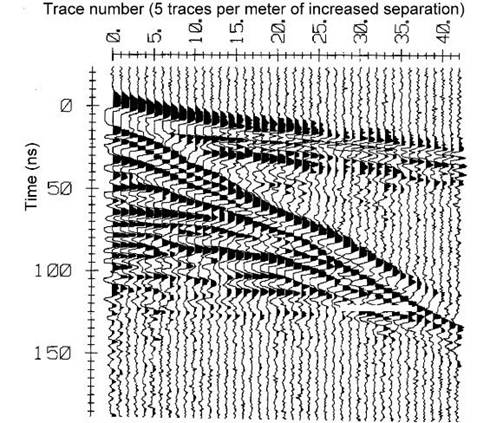 Trace number (5 traces per meter of increased separation)
0. 5. 10. 15. 20. 25. 30. 35. 40.
Time (ns)
0
50
100
150